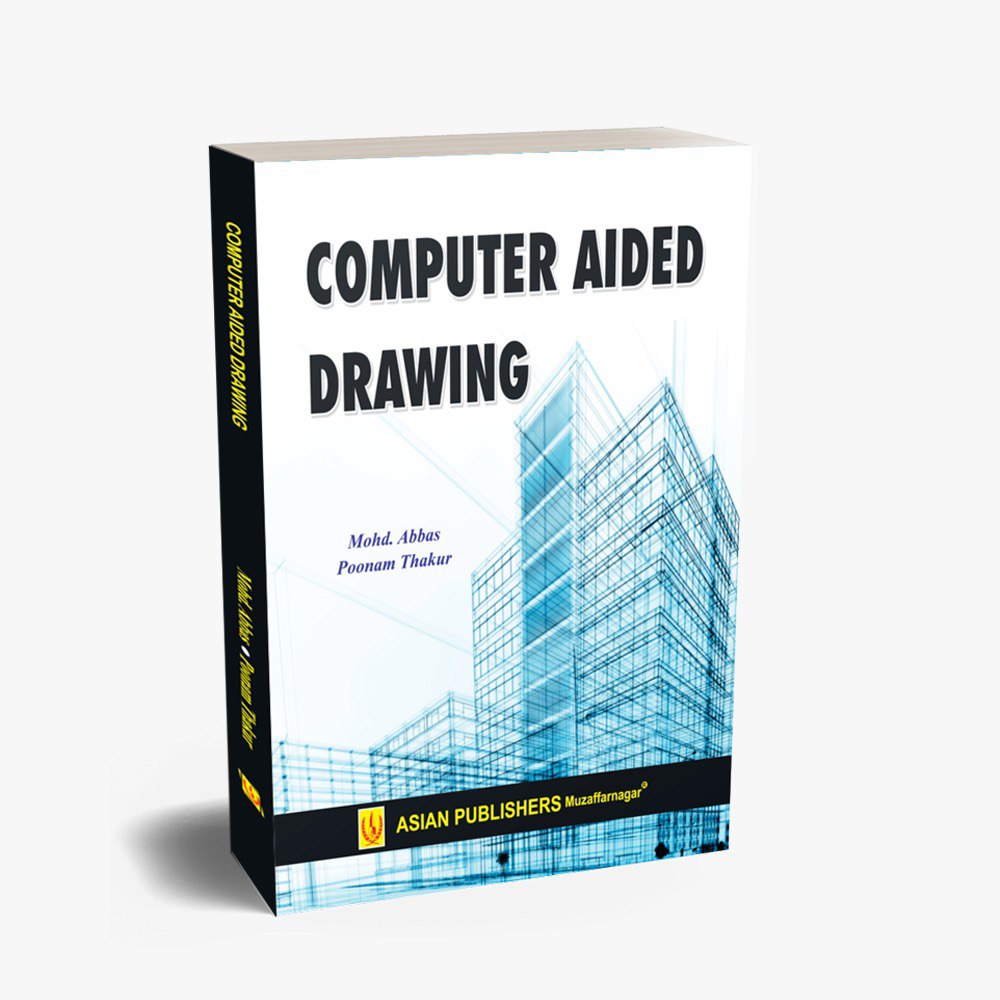 COMPUTER AIDED
DRAWING
Mohd. Abbas
Poonam Thakur
ASIAN PUBLISHERS Muzaffarnagar®
COMPUTER AIDED DRAWING
Mohd. Abbas • Poonam Thakur